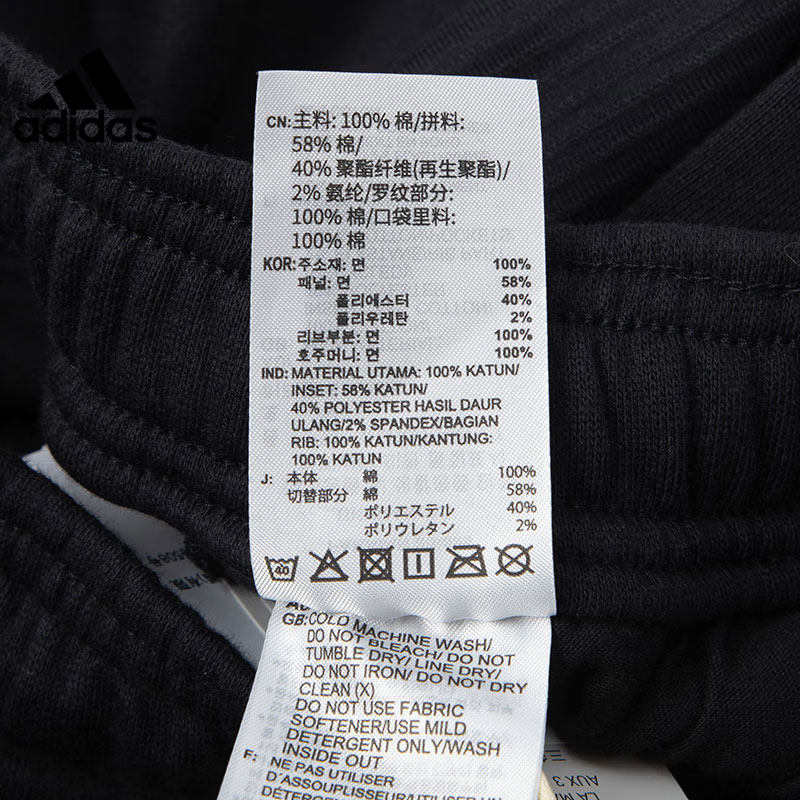 adidas
CN: 主料: 100% 棉/拼料:
58% 棉/
40% 聚酯纤维(再生聚酯)/
2% 氨纶/罗纹部分:
100% 棉/口袋里料:
100% 棉
KOR: 주소재: 면 100%
패널: 면 58%
폴리에스터 40%
폴리우레탄 2%
리브부분: 면 100%
호주머니: 면 100%
IND: MATERIAL UTAMA: 100% KATUN/
INSET: 58% KATUN/
40% POLYESTER HASIL DAUR
ULANG/2% SPANDEX/BAGIAN
RIB: 100% KATUN/KANTUNG:
100% KATUN
J: 本体 綿 100%
切替部分 綿 58%
ポリエステル 40%
ポリウレタン 2%
40
GB: COLD MACHINE WASH/
DO NOT BLEACH/ DO NOT
TUMBLE DRY/ LINE DRY/
DO NOT IRON/ DO NOT DRY
CLEAN (X)
DO NOT USE FABRIC
SOFTENER/USE MILD
DETERGENT ONLY/WASH
INSIDE OUT
F: NE PAS UTILISER
D'ASSOUPLISSEUR/UTILISER
DÉTERGENT DOUX
LA M
AUX 3